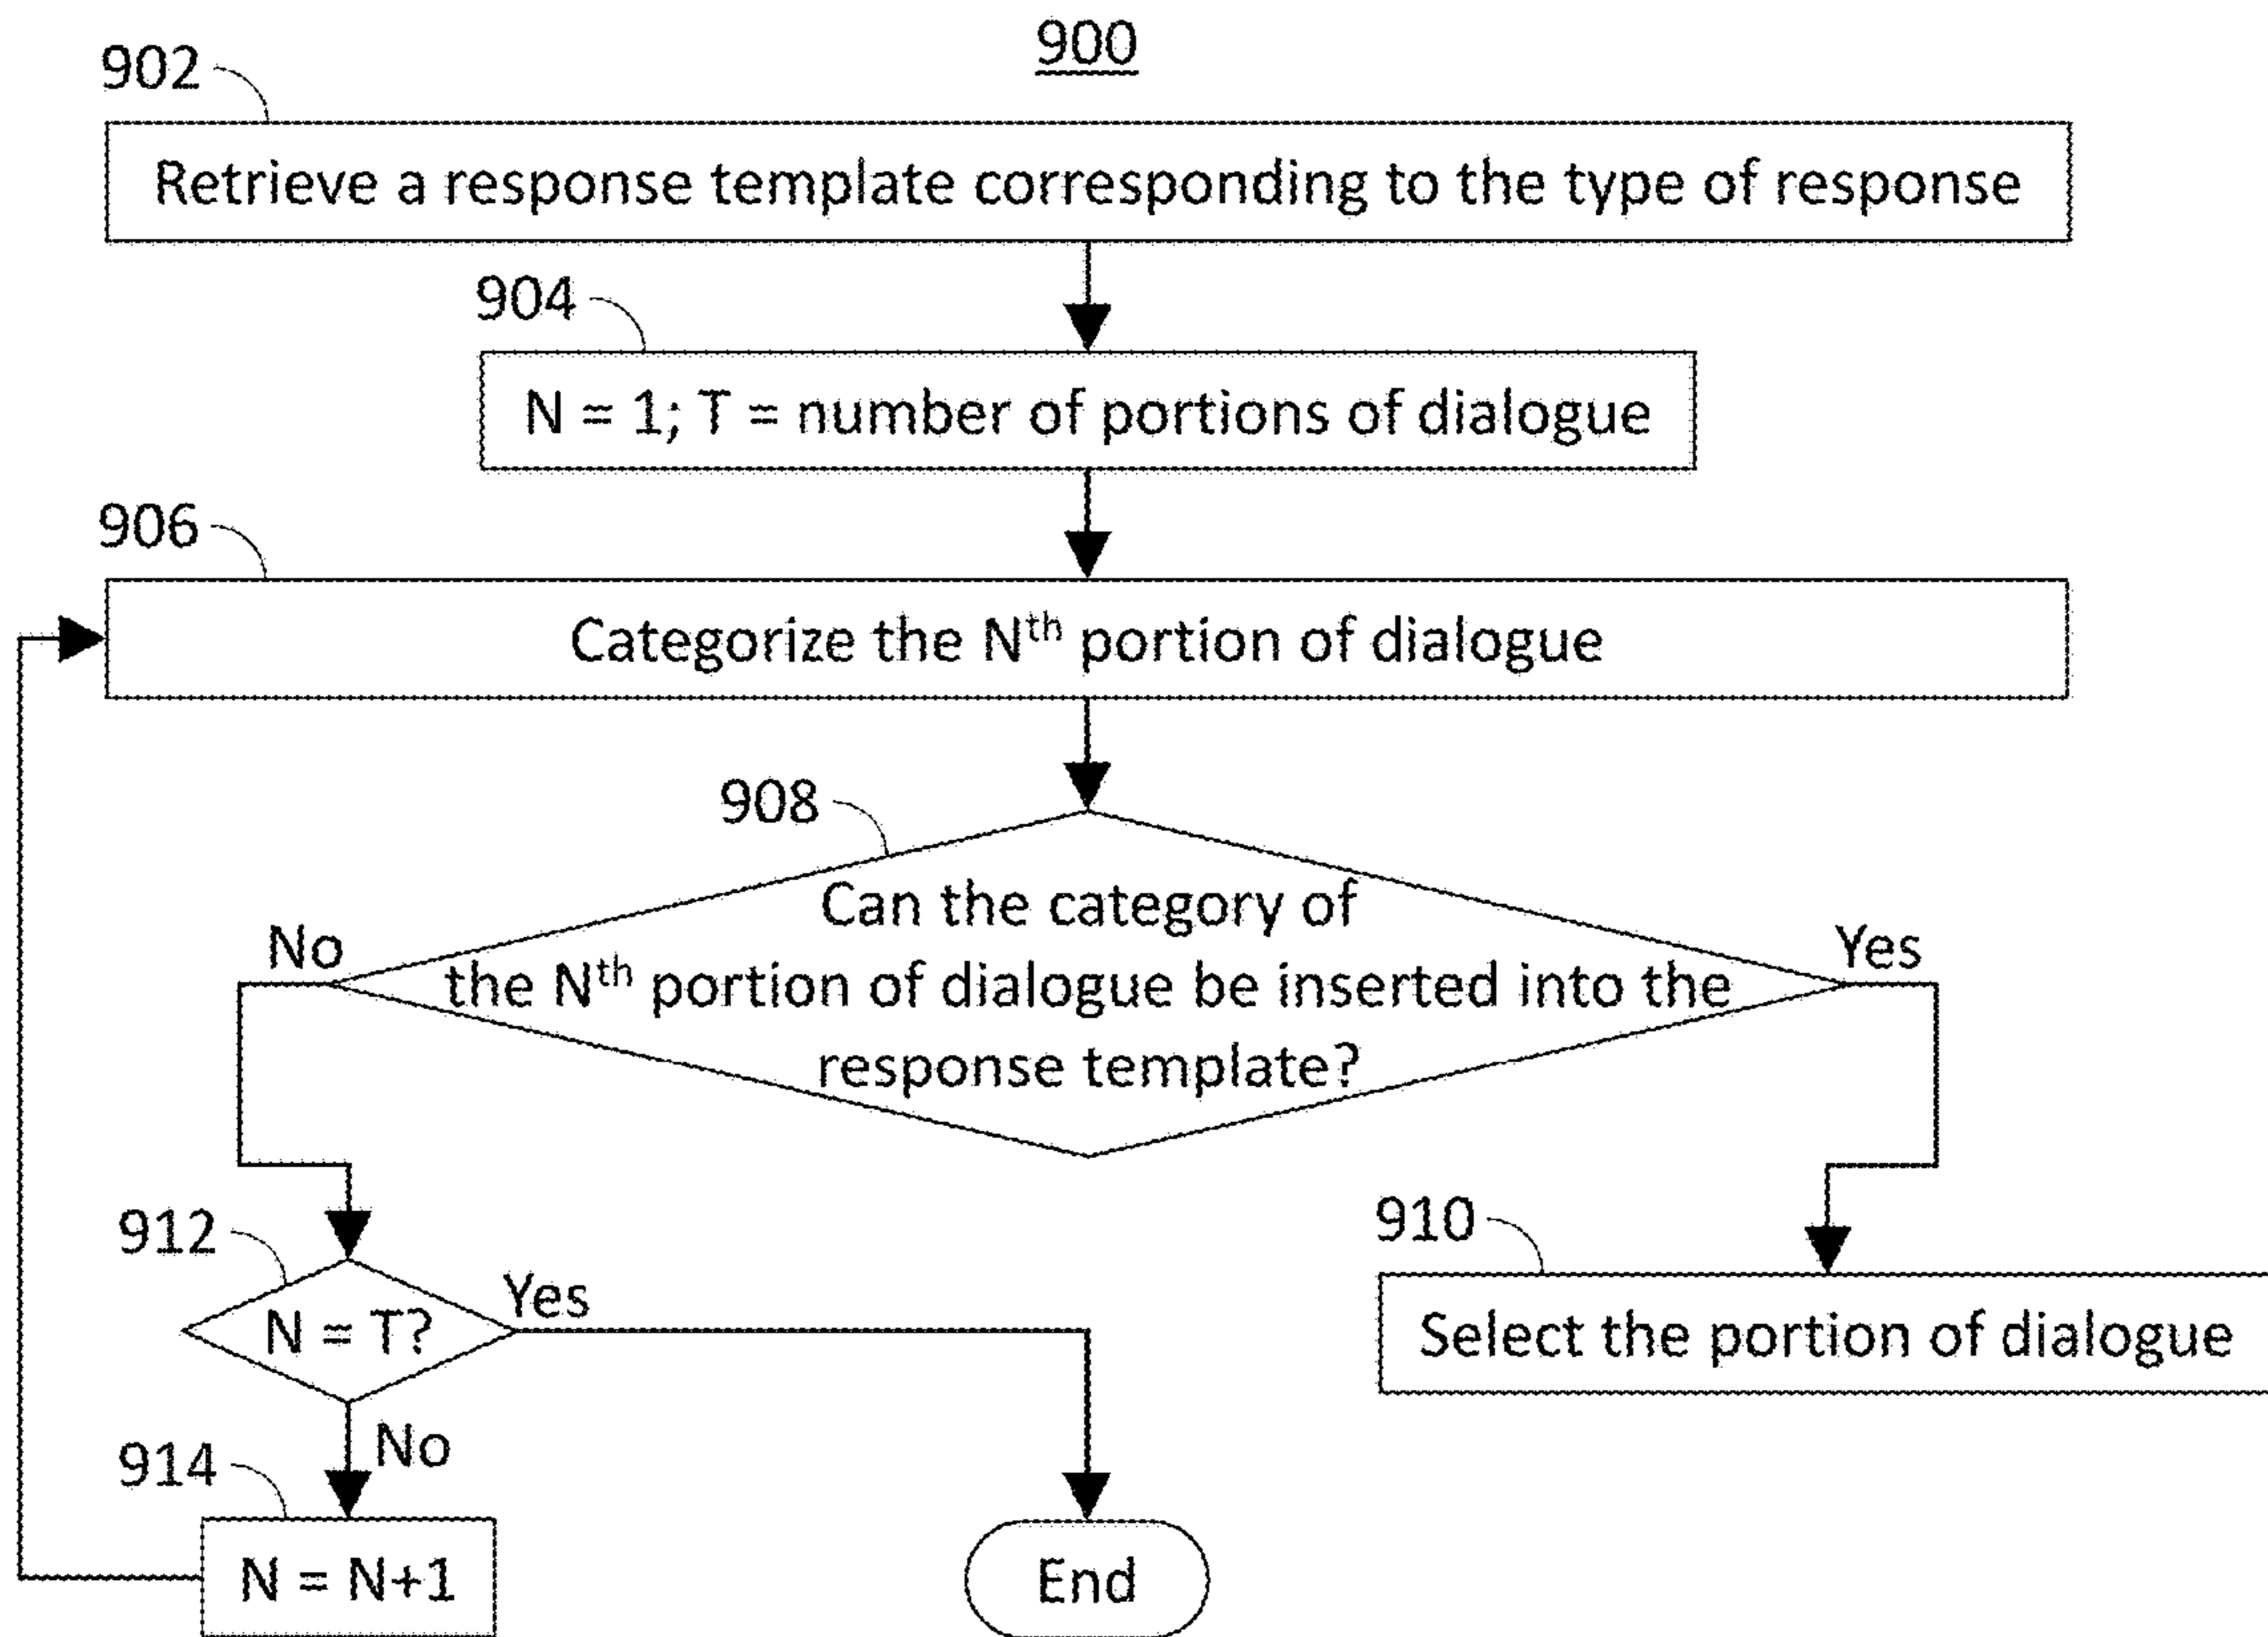 900
902
Retrieve a response template corresponding to the type of response
904
N = 1; T = number of portions of dialogue
906
Categorize the Nth portion of dialogue
908
Can the category of
the Nth portion of dialogue be inserted into the
response template?
No
Yes
912
N = T?
Yes
910
Select the portion of dialogue
No
914
N = N+1
End